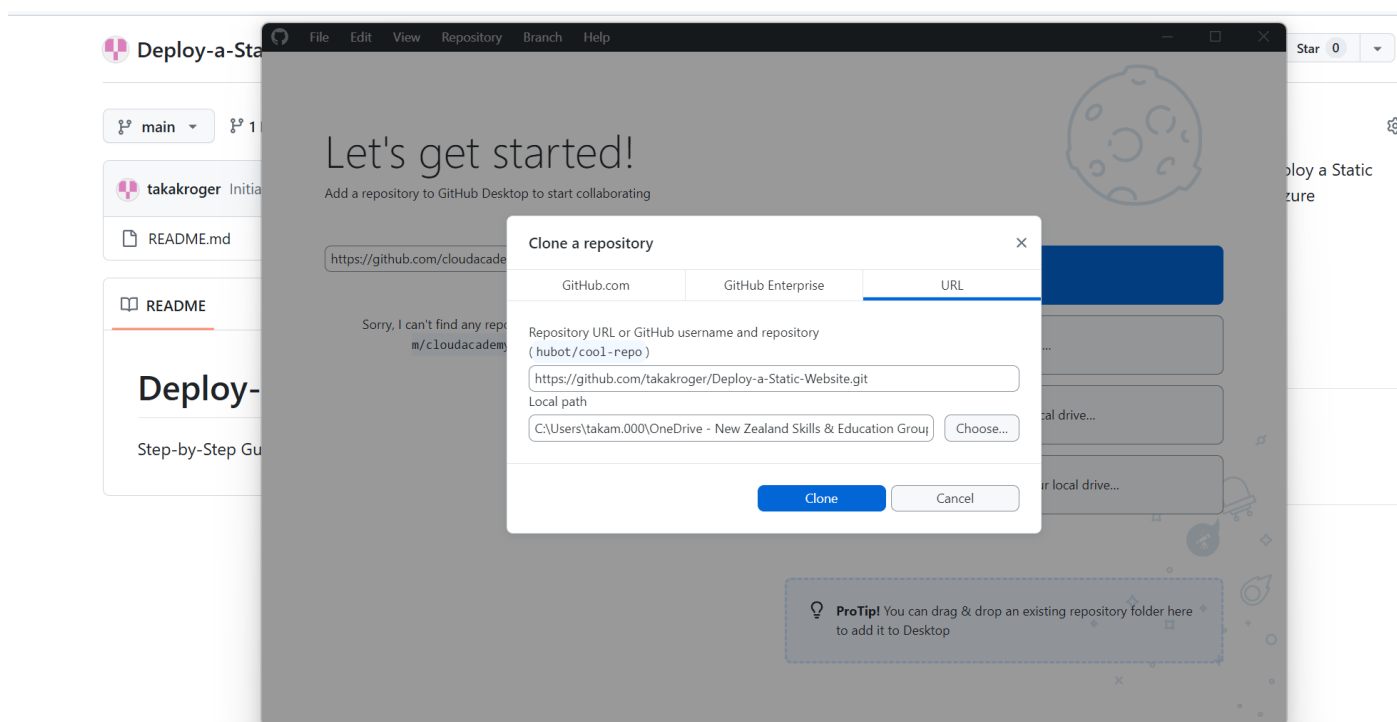 File Edit View Repository Branch Help
Deploy-a-Sta
Star 0
main
1
Let's get started!
Add a repository to GitHub Desktop to start collaborating
takakroger Initia
ploy a Static
zure
README.md
https://github.com/cloudacade
Clone a repository
GitHub.com GitHub Enterprise URL
README
Sorry, I can't find any repo
m/cloudacademy
Repository URL or GitHub username and repository
(hubot/cool-repo)
...
https://github.com/takakroger/Deploy-a-Static-Website.git
Local path
C:\Users\takam.000\OneDrive - New Zealand Skills & Education Group
Choose...
cal drive...
Deploy-
Step-by-Step Gu
Clone Cancel
ur local drive...
ProTip! You can drag & drop an existing repository folder here
to add it to Desktop